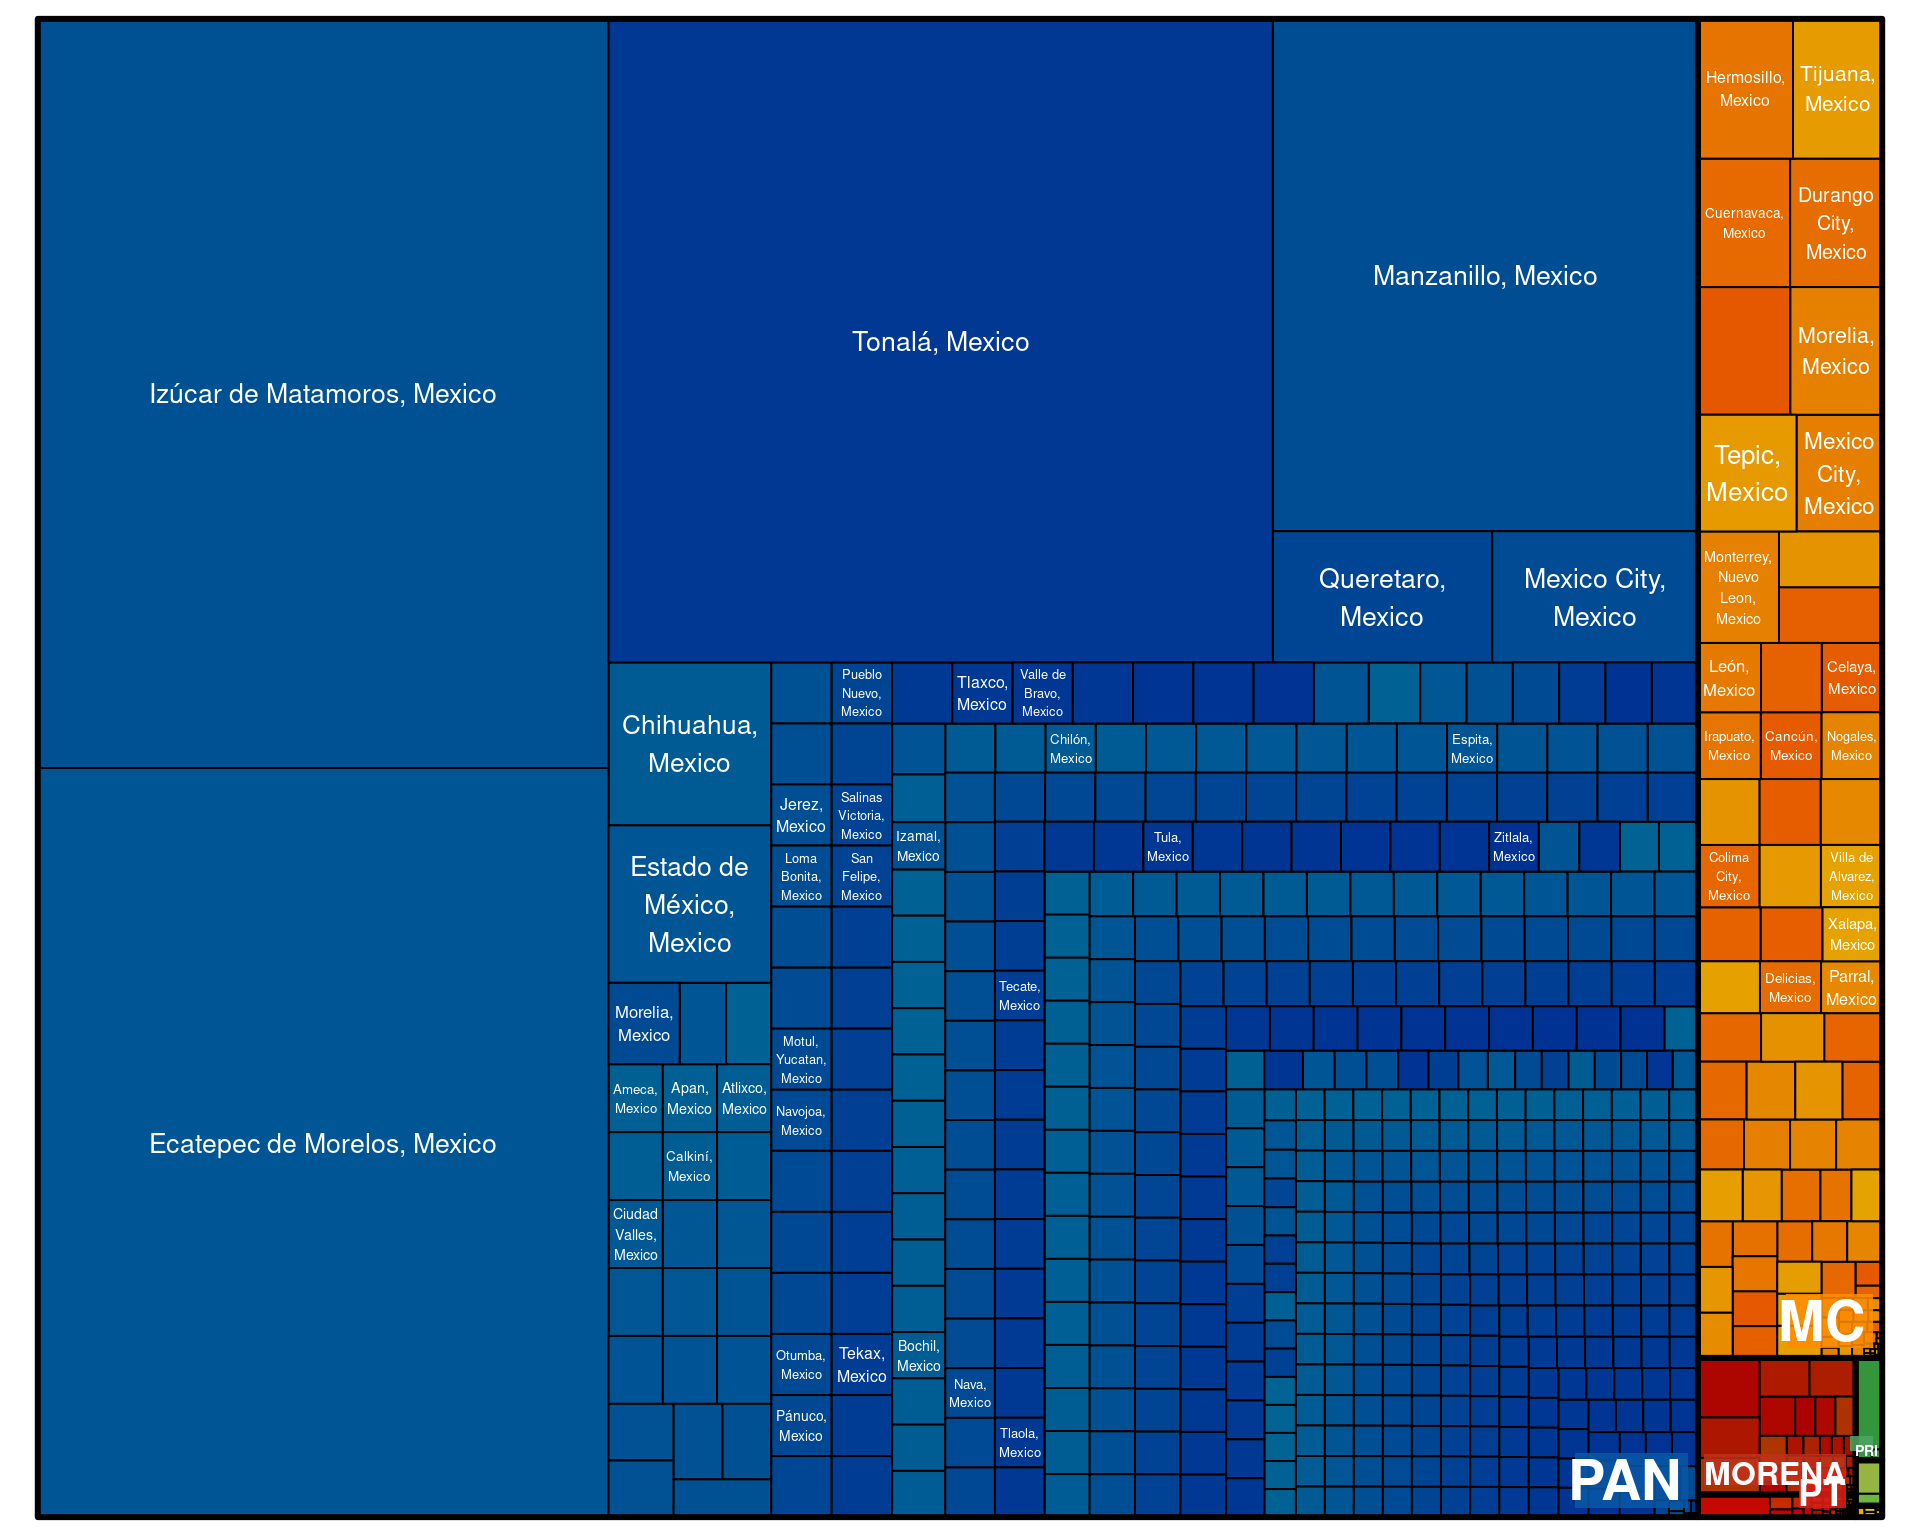 Izúcar de Matamoros, Mexico
Ecatepec de Morelos, Mexico
Tonalá, Mexico
Manzanillo, Mexico
Queretaro,
Mexico
Mexico City,
Mexico
Chihuahua,
Mexico
Estado de
México,
Mexico
Morelia,
Mexico
Ameca,
Mexico
Apan,
Mexico
Atlixco,
Mexico
Calkiní,
Mexico
Ciudad
Valles,
Mexico
Pueblo
Nuevo,
Mexico
Jerez,
Mexico
Salinas
Victoria,
Mexico
Loma
Bonita,
Mexico
San
Felipe,
Mexico
Motul,
Yucatan,
Mexico
Navojoa,
Mexico
Otumba,
Mexico
Tekax,
Mexico
Pánuco,
Mexico
Tlaxco,
Mexico
Valle de
Bravo,
Mexico
Chilón,
Mexico
Espita,
Mexico
Izamal,
Mexico
Tula,
Mexico
Zitlala,
Mexico
Tecate,
Mexico
Bochil,
Mexico
Nava,
Mexico
Tlaola,
Mexico
PAN
Hermosillo,
Mexico
Tijuana,
Mexico
Cuernavaca,
Mexico
Durango
City,
Mexico
Morelia,
Mexico
Tepic,
Mexico
Mexico
City,
Mexico
Monterrey,
Nuevo
Leon,
Mexico
León,
Mexico
Celaya,
Mexico
Irapuato,
Mexico
Cancún,
Mexico
Nogales,
Mexico
Colima
City,
Mexico
Villa de
Alvarez,
Mexico
Xalapa,
Mexico
Delicias,
Mexico
Parral,
Mexico
MC
MORENA
PT
PRI